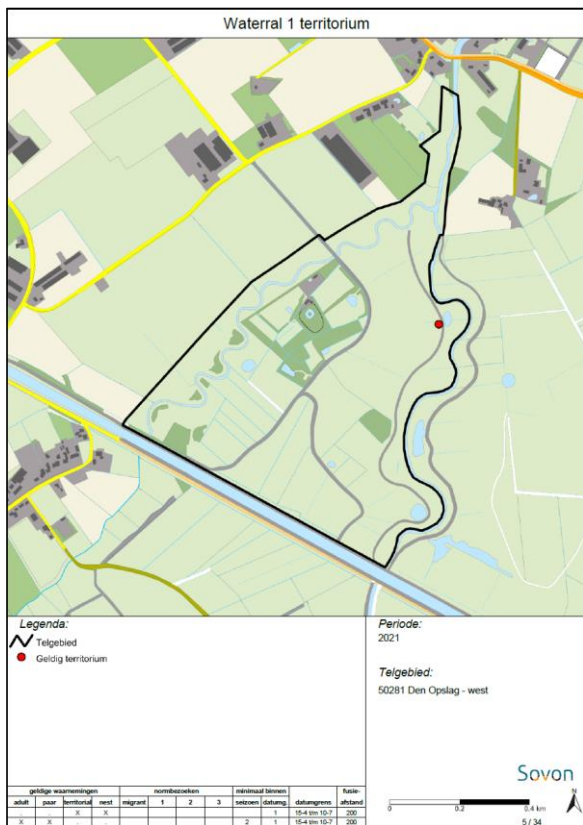 Waterral 1 territorium
Legenda:
Telgebied
Geldig territorium
Periode:
2021
Telgebied:
50281 Den Opslag - west
Sovon
0 0.2 0.4 km
N
5 / 34
geldige waarnemingen normbezoeken minimaal binnen fusie-
adult paar territorial nest migrant 1 2 3 seizoen datumg. datumgrens afstand
. . X X . . . . . 1 15-4 t/m 10-7 200
X X . . . . . . 2 1 15-4 t/m 10-7 200